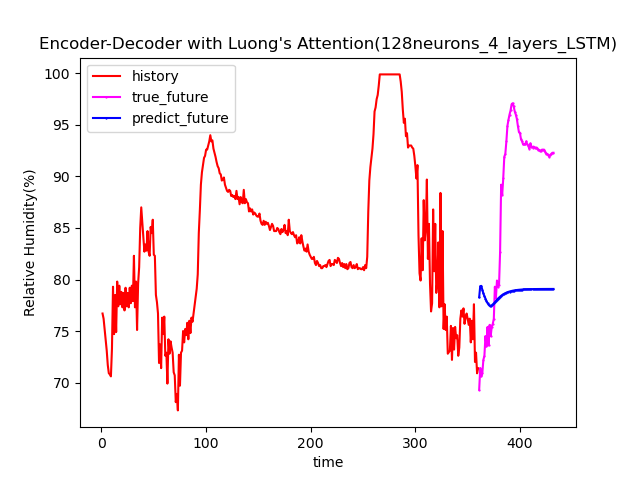 Encoder-Decoder with Luong's Attention(128neurons_4_layers_LSTM)
history
true_future
predict_future
Relative Humidity(%)
100
95
90
85
80
75
70
0
100
200
300
400
time